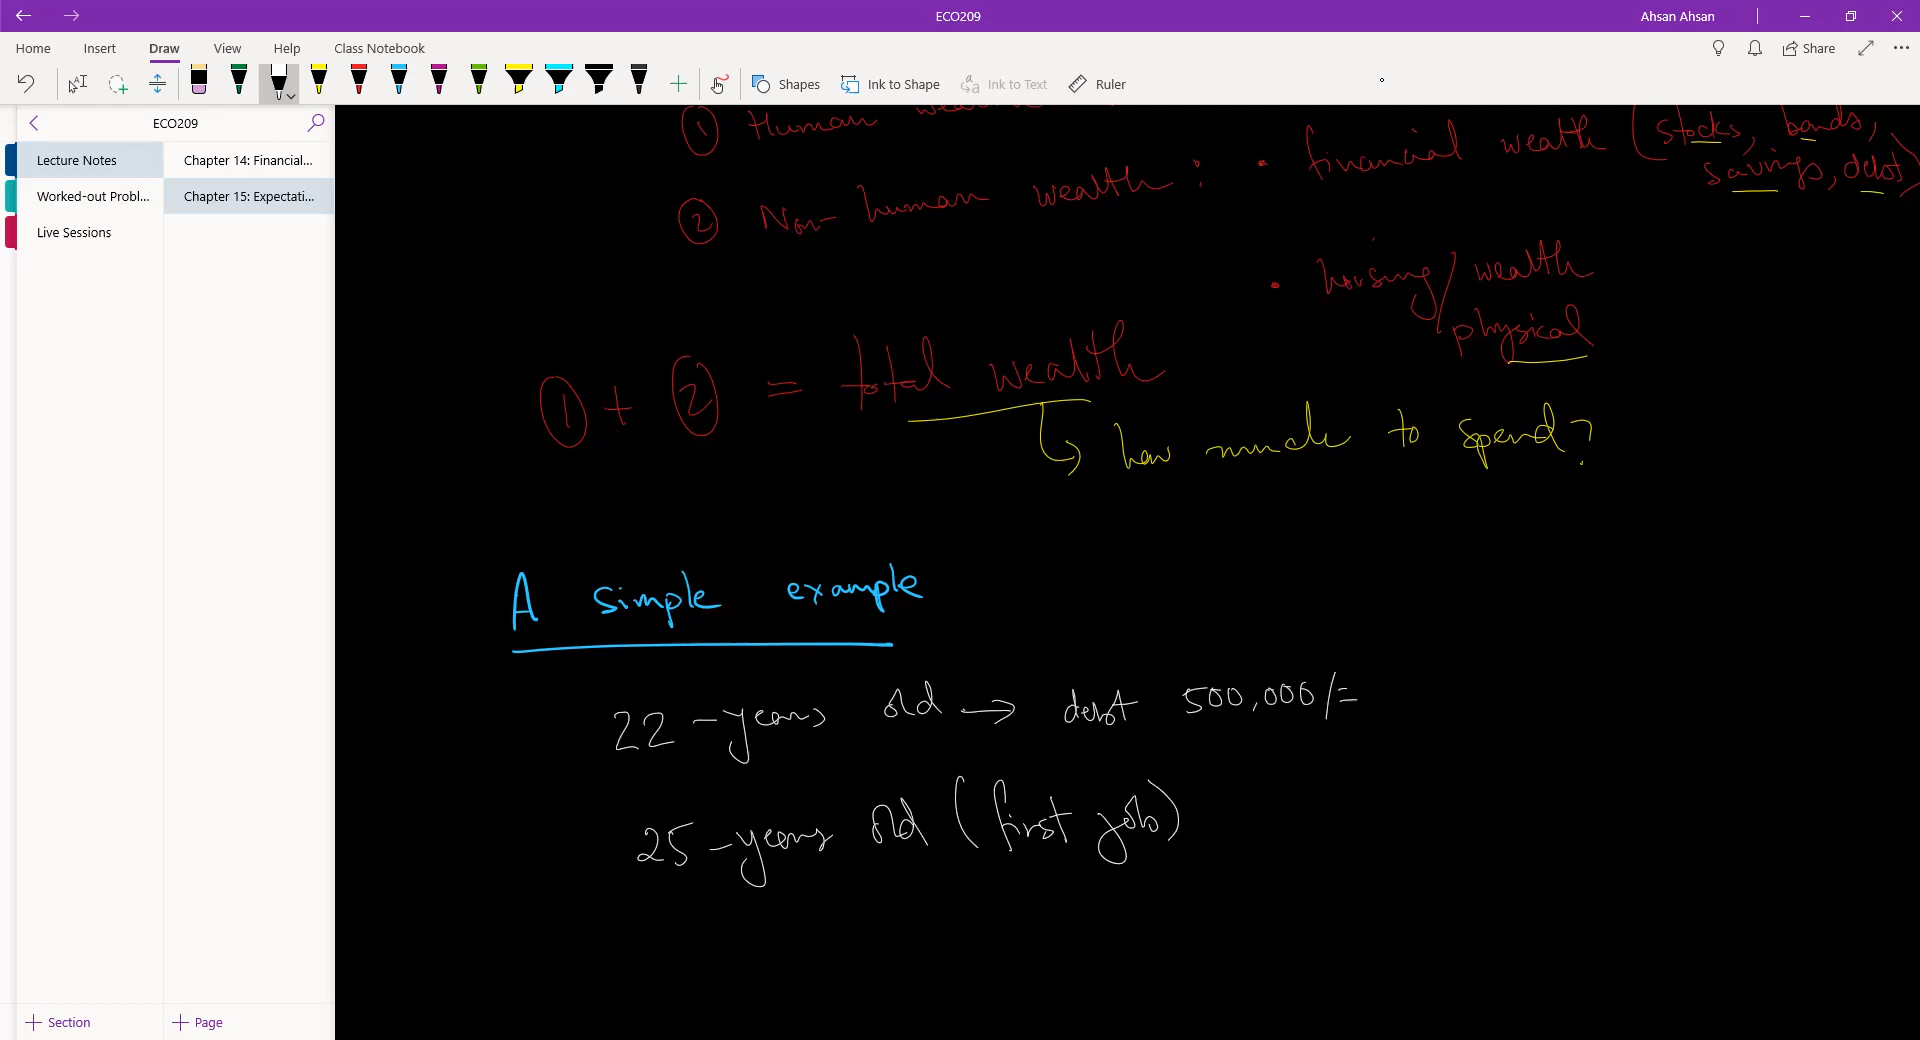 ECO209
Ahsan Ahsan
Home Insert Draw View Help Class Notebook
Share
Shapes Ink to Shape Ink to Text Ruler
ECO209
Lecture Notes
Worked-out Probl...
Live Sessions
Chapter 14: Financial...
Chapter 15: Expectati...
① Human
② Non-human wealth : • financial wealth (stocks, bonds,
savings, debt)
• housing/ wealth
physical
① + ② = total wealth
↳ how much to spend?
A simple example
22-years old → debt 500,000/=
25-years old (first job)
+ Section
+ Page